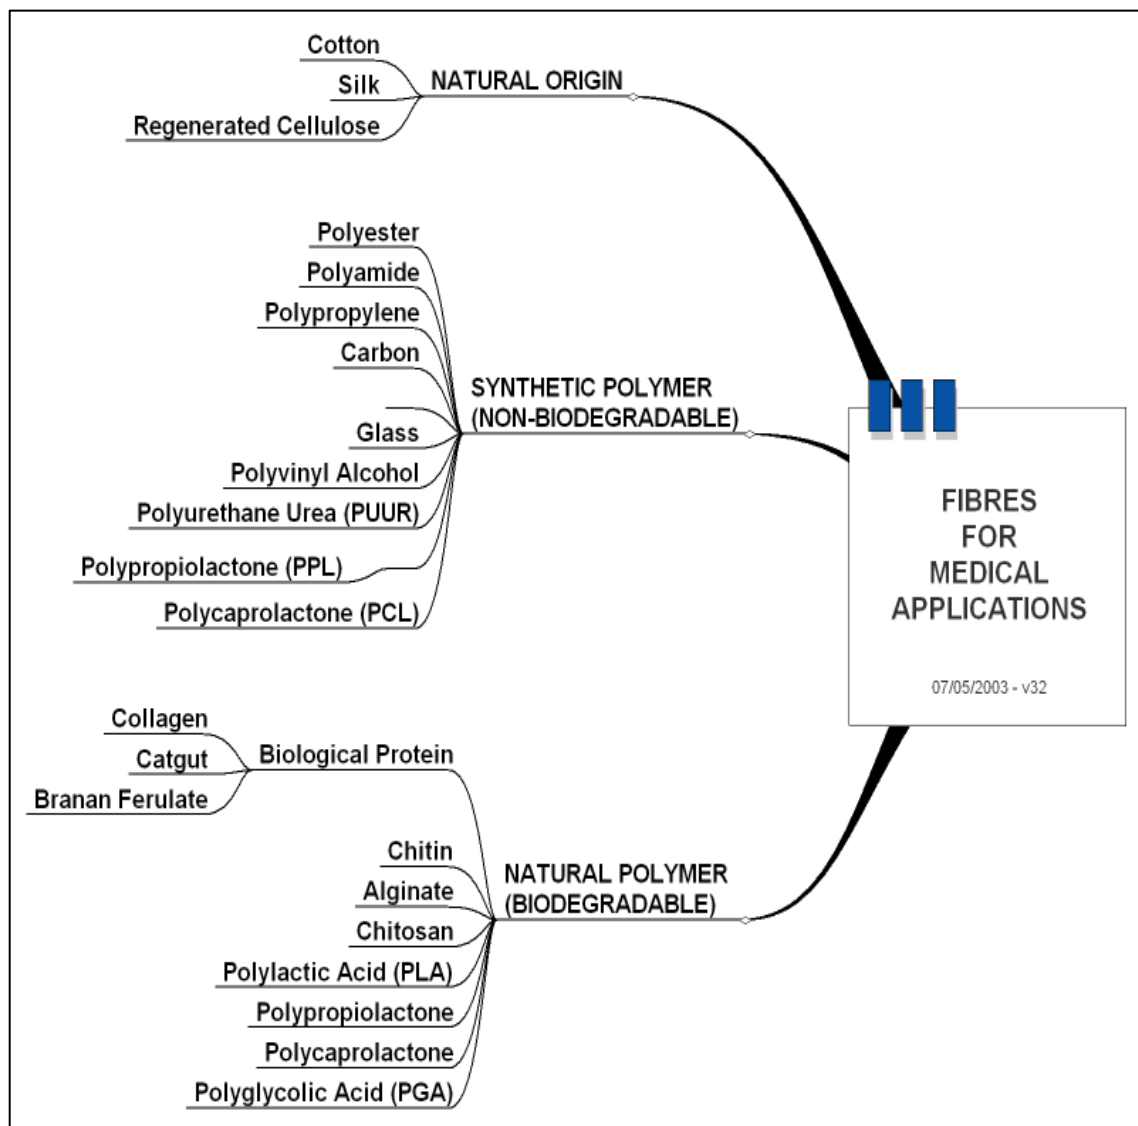 Cotton
Silk
Regenerated Cellulose
NATURAL ORIGIN
Polyester
Polyamide
Polypropylene
Carbon
Glass
Polyvinyl Alcohol
Polyurethane Urea (PUUR)
Polypropiolactone (PPL)
Polycaprolactone (PCL)
SYNTHETIC POLYMER
(NON-BIODEGRADABLE)
Collagen
Catgut
Branan Ferulate
Biological Protein
Chitin
Alginate
Chitosan
Polylactic Acid (PLA)
Polypropiolactone
Polycaprolactone
Polyglycolic Acid (PGA)
NATURAL POLYMER
(BIODEGRADABLE)
FIBRES
FOR
MEDICAL
APPLICATIONS
07/05/2003 - v32